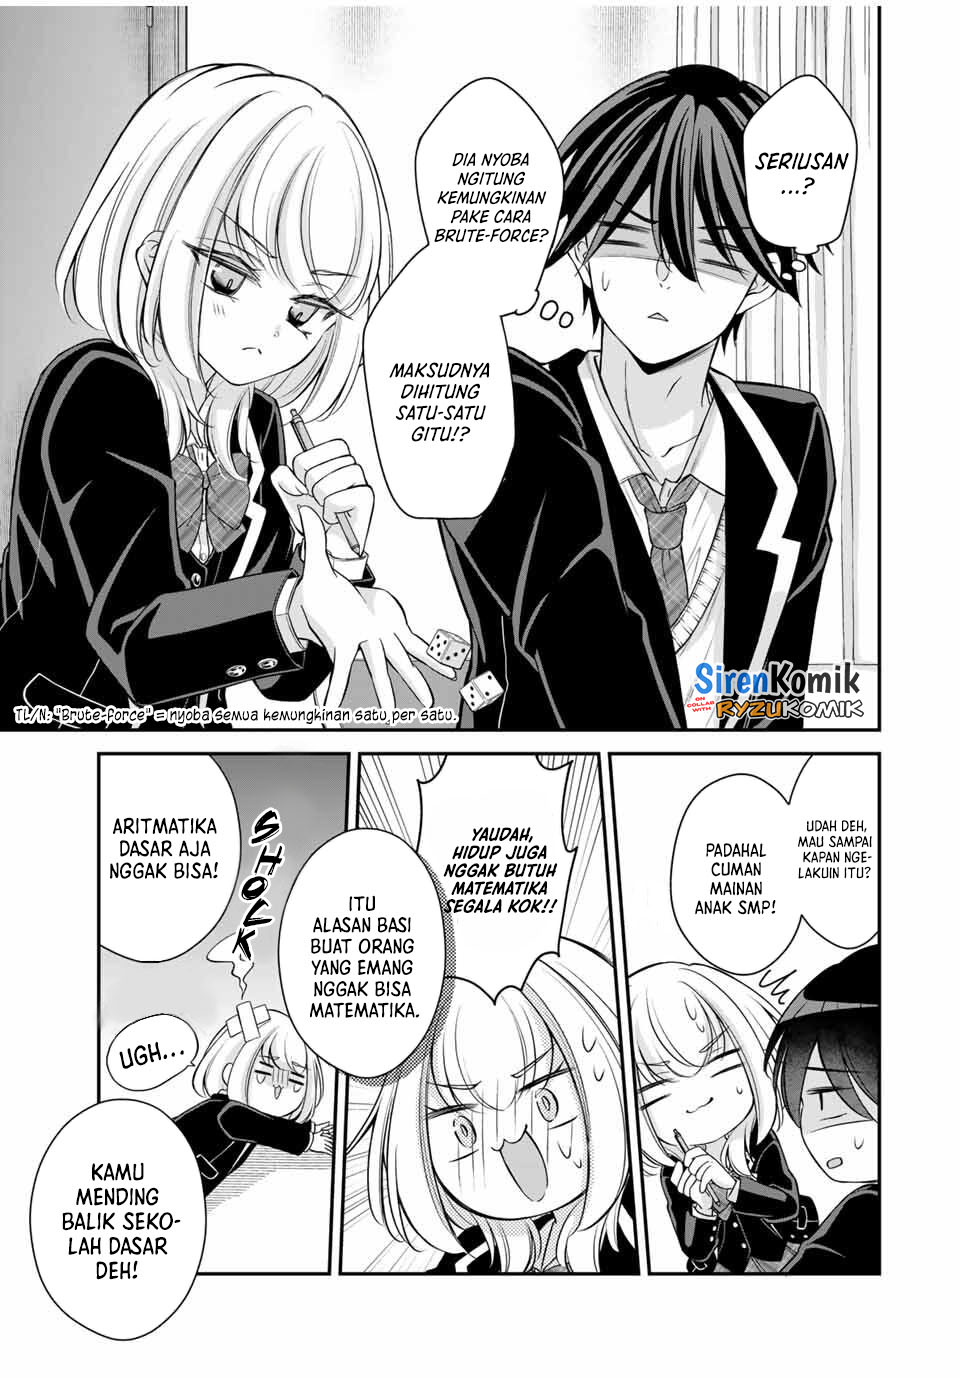 SERIUSAN
...?
DIA NYOBA
NGITUNG
KEMUNGKINAN
PAKE CARA
BRUTE-FORCE?
MAKSUDNYA
DIHITUNG
SATU-SATU
GITU!?
SirenKomik
ON COLLAB WITH
RYZUKOMIK
TL/N: "Brute-force" = nyoba semua kemungkinan satu per satu.
UDAH DEH,
MAU SAMPAI
KAPAN NGE-
LAKUIN ITU?
PADAHAL
CUMAN
MAINAN
ANAK SMP!
YAUDAH,
HIDUP JUGA
NGGAK BUTUH
MATEMATIKA
SEGALA KOK!!
ITU
ALASAN BASI
BUAT ORANG
YANG EMANG
NGGAK BISA
MATEMATIKA.
SHOCK
ARITMATIKA
DASAR AJA
NGGAK BISA!
UGH...
KAMU
MENDING
BALIK SEKO-
LAH DASAR
DEH!